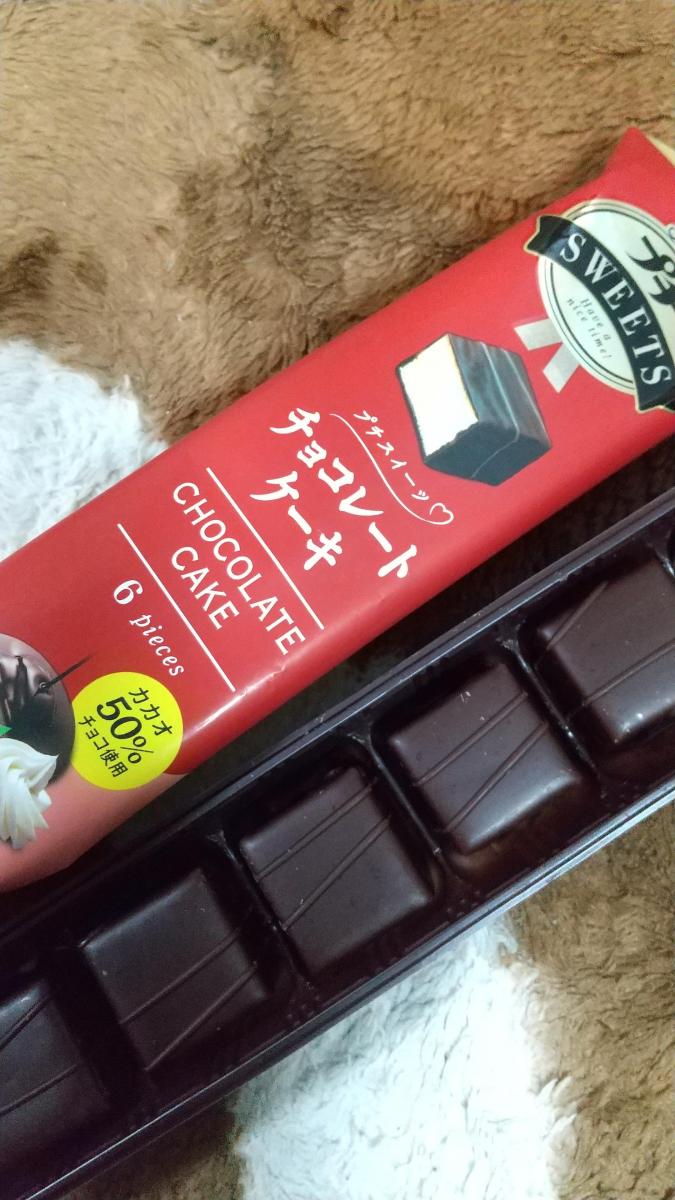 プチ
SWEETS
Have a
nice time!
プチスイーツ♡
チョコレート
ケーキ
CHOCOLATE
CAKE
6 pieces
カカオ
50%
チョコ使用